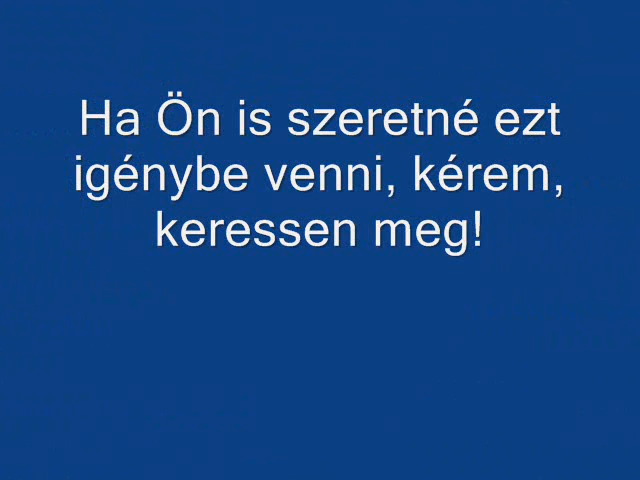 Ha Ön is szeretné ezt
igénybe venni, kérem,
keressen meg!